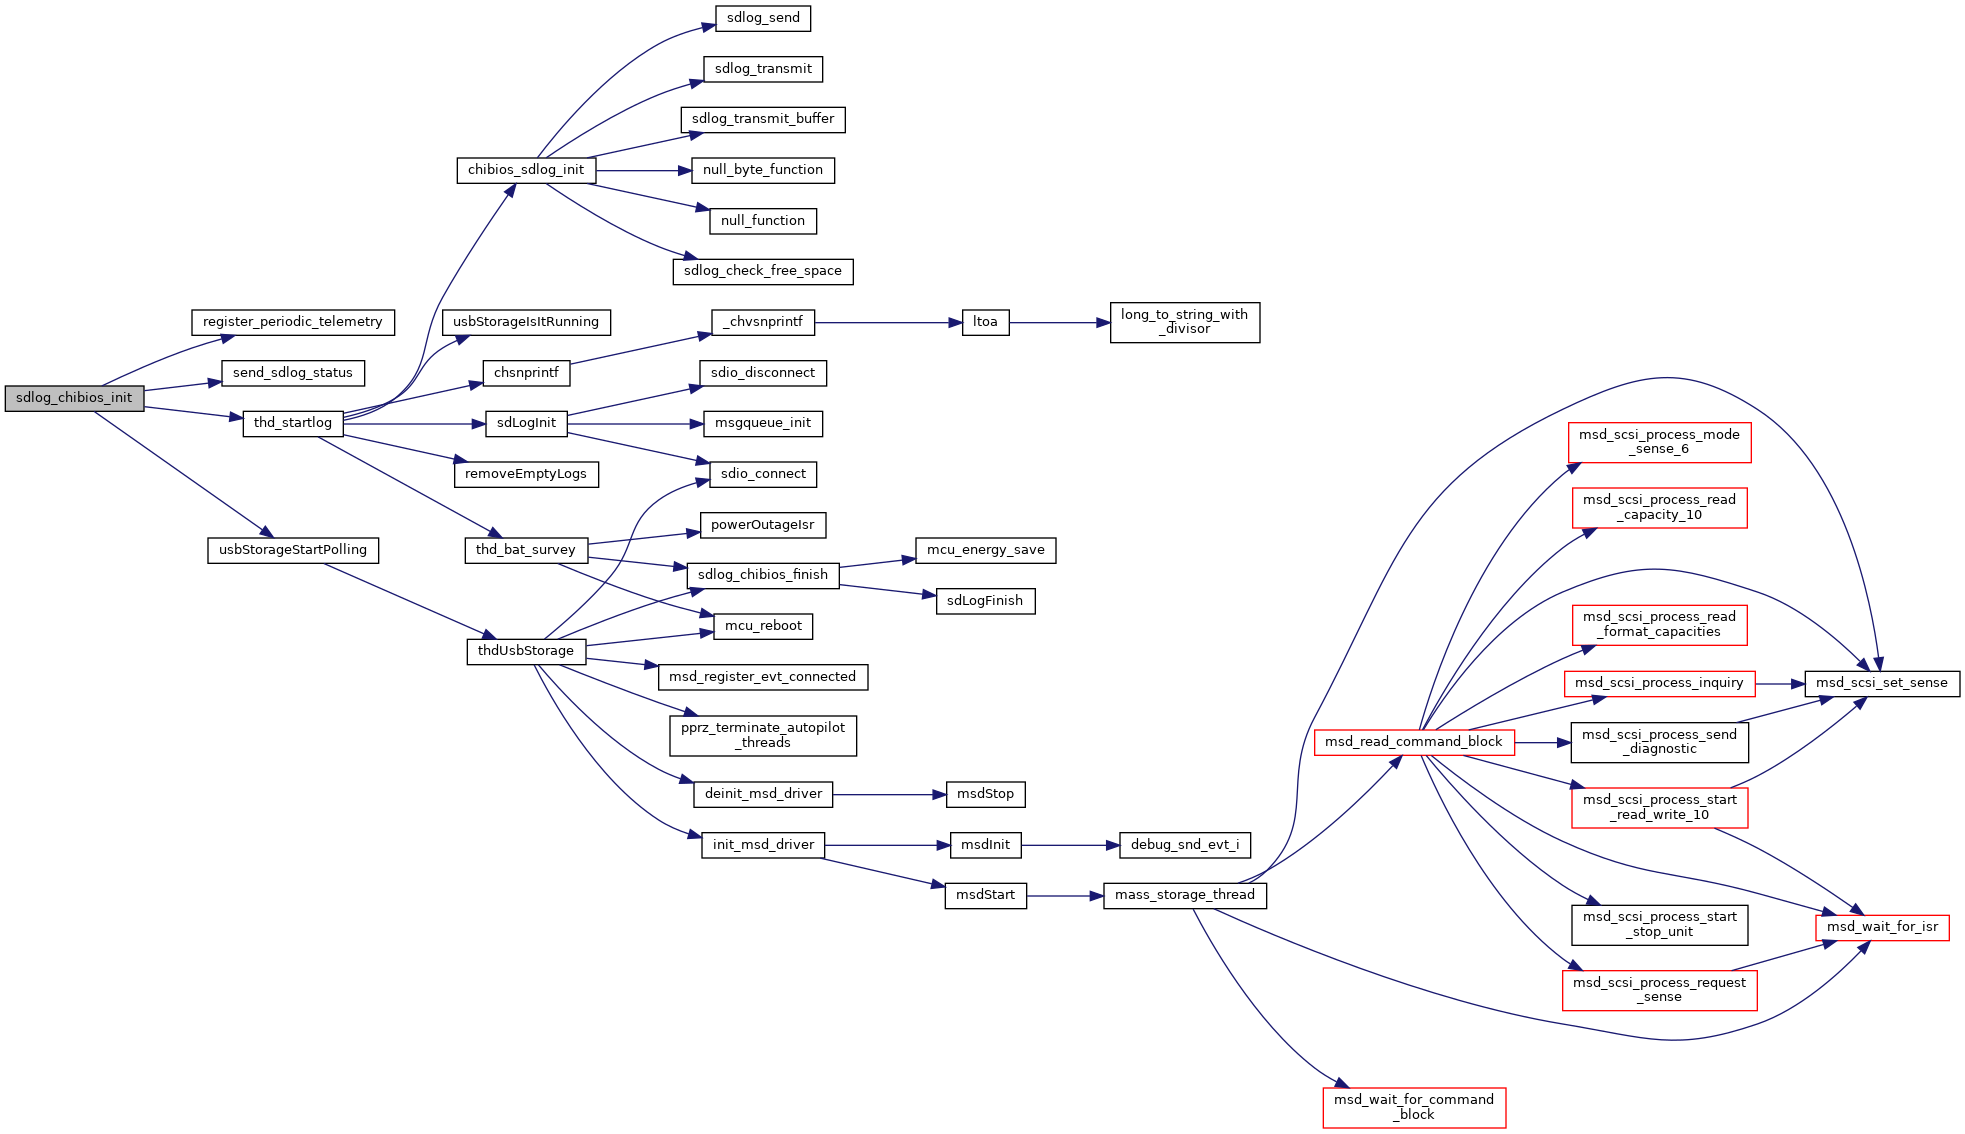 sdlog_chibios_init
register_periodic_telemetry
send_sdlog_status
thd_startlog
usbStorageStartPolling
chibios_sdlog_init
usbStorageIsItRunning
chsnprintf
sdLogInit
removeEmptyLogs
thd_bat_survey
thdUsbStorage
sdlog_send
sdlog_transmit
sdlog_transmit_buffer
null_byte_function
null_function
sdlog_check_free_space
_chvsnprintf
sdio_disconnect
msgqueue_init
sdio_connect
powerOutageIsr
sdlog_chibios_finish
mcu_reboot
msd_register_evt_connected
pprz_terminate_autopilot
_threads
deinit_msd_driver
init_msd_driver
ltoa
mcu_energy_save
sdLogFinish
msdStop
msdInit
msdStart
long_to_string_with
_divisor
debug_snd_evt_i
mass_storage_thread
msd_read_command_block
msd_wait_for_command
_block
msd_scsi_process_mode
_sense_6
msd_scsi_process_read
_capacity_10
msd_scsi_process_read
_format_capacities
msd_scsi_process_inquiry
msd_scsi_process_send
_diagnostic
msd_scsi_process_start
_read_write_10
msd_scsi_process_start
_stop_unit
msd_scsi_process_request
_sense
msd_scsi_set_sense
msd_wait_for_isr